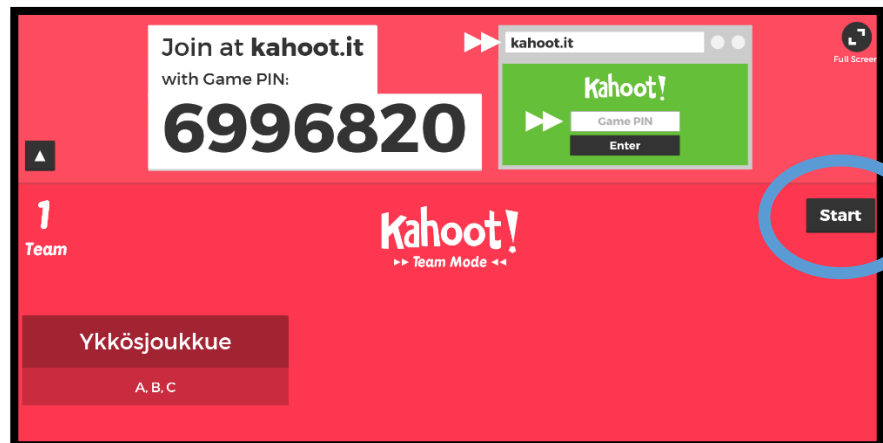 Join at kahoot.it
with Game PIN:
6996820
kahoot.it
Kahoot!
Game PIN
Enter
Full Screen
1
Team
Kahoot!
Team Mode
Start
Ykkösjoukkue
A, B, C